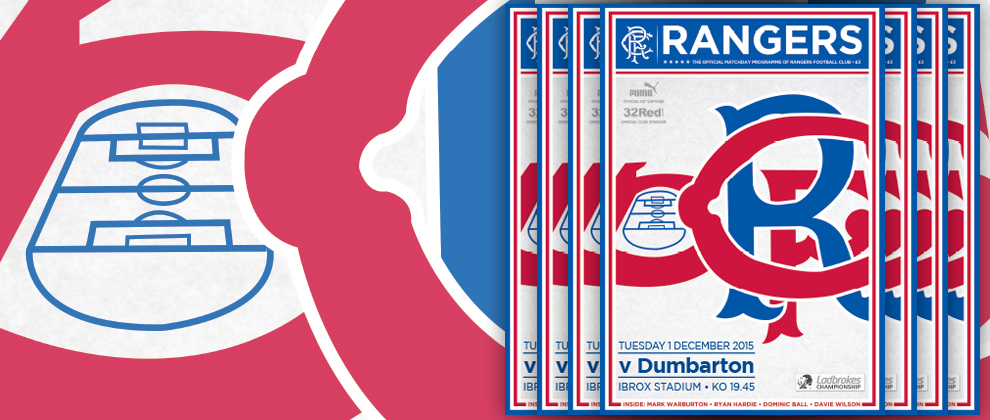 RANGERS
★★★★★ THE OFFICIAL MATCHDAY PROGRAMME OF RANGERS FOOTBALL CLUB • 43
PUMA
OFFICIAL KIT SUPPLIER
32Red
OFFICIAL CLUB SPONSOR
TUESDAY 1 DECEMBER 2015
v Dumbarton
IBROX STADIUM • KO 19.45
Ladbrokes
CHAMPIONSHIP
INSIDE: MARK WARBURTON • RYAN HARDIE • DOMINIC BALL • DAVIE WILSON